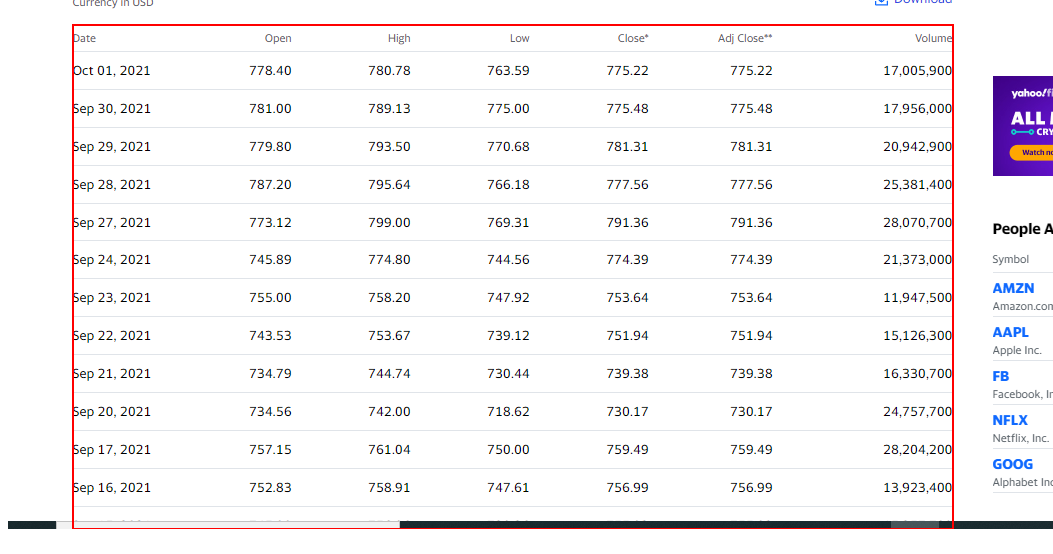 Currency in USD
Download
Date Open High Low Close* Adj Close** Volume
Oct 01, 2021 778.40 780.78 763.59 775.22 775.22 17,005,900
Sep 30, 2021 781.00 789.13 775.00 775.48 775.48 17,956,000
Sep 29, 2021 779.80 793.50 770.68 781.31 781.31 20,942,900
Sep 28, 2021 787.20 795.64 766.18 777.56 777.56 25,381,400
Sep 27, 2021 773.12 799.00 769.31 791.36 791.36 28,070,700
Sep 24, 2021 745.89 774.80 744.56 774.39 774.39 21,373,000
Sep 23, 2021 755.00 758.20 747.92 753.64 753.64 11,947,500
Sep 22, 2021 743.53 753.67 739.12 751.94 751.94 15,126,300
Sep 21, 2021 734.79 744.74 730.44 739.38 739.38 16,330,700
Sep 20, 2021 734.56 742.00 718.62 730.17 730.17 24,757,700
Sep 17, 2021 757.15 761.04 750.00 759.49 759.49 28,204,200
Sep 16, 2021 752.83 758.91 747.61 756.99 756.99 13,923,400
yahoo!fi
ALL
CRY
Watch no
People A
Symbol
AMZN
Amazon.com
AAPL
Apple Inc.
FB
Facebook, In
NFLX
Netflix, Inc.
GOOG
Alphabet Inc